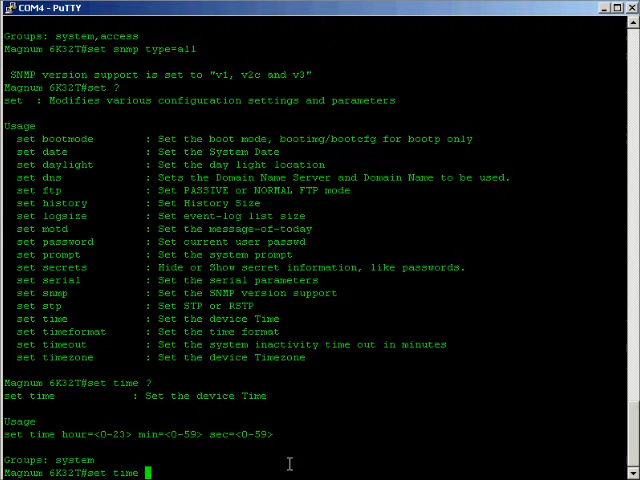 COM4 - PuTTY
Groups: system,access
Magnum 6K32T#set snmp type=all
SNMP version support is set to "v1, v2c and v3"
Magnum 6K32T#set ?
set : Modifies various configuration settings and parameters
Usage
set bootmode : Set the boot mode, bootimg/bootcfg for bootp only
set date : Set the System Date
set daylight : Set the day light location
set dns : Sets the Domain Name Server and Domain Name to be used.
set ftp : Set PASSIVE or NORMAL FTP mode
set history : Set History Size
set logsize : Set event-log list size
set motd : Set the message-of-today
set password : Set current user passwd
set prompt : Set the system prompt
set secrets : Hide or Show secret information, like passwords.
set serial : Set the serial parameters
set snmp : Set the SNMP version support
set stp : Set STP or RSTP
set time : Set the device Time
set timeformat : Set the time format
set timeout : Set the system inactivity time out in minutes
set timezone : Set the device Timezone
Magnum 6K32T#set time ?
set time : Set the device Time
Usage
set time hour=<0-23> min=<0-59> sec=<0-59>
Groups: system
Magnum 6K32T#set time